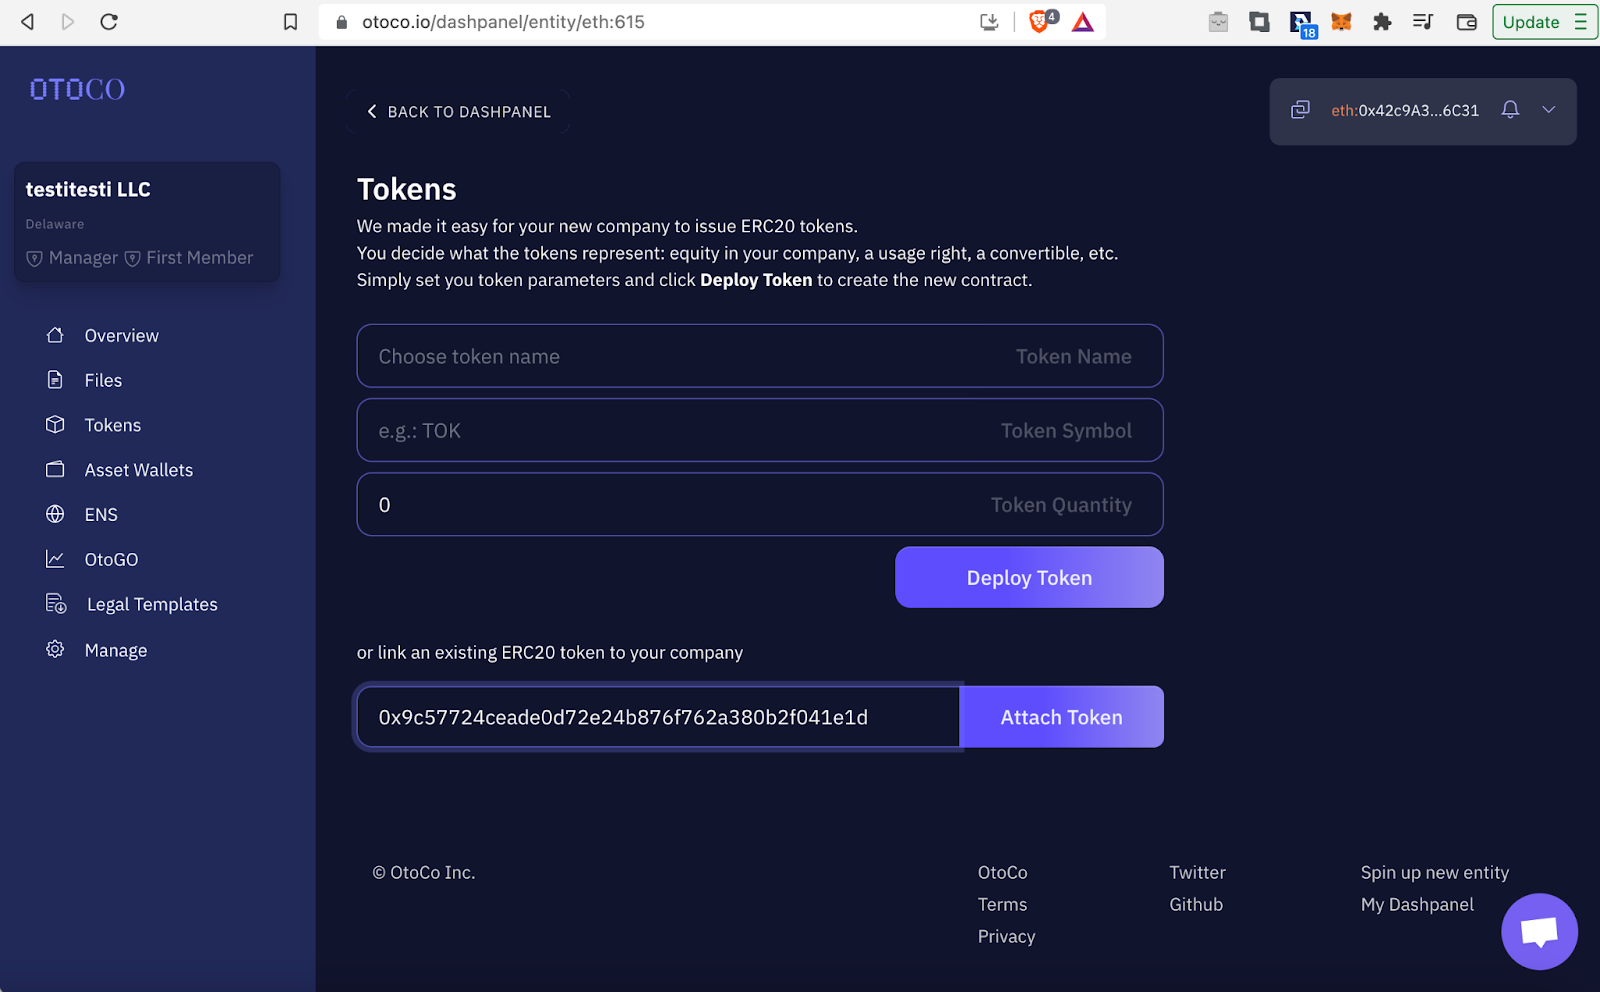 otoco.io/dashpanel/entity/eth:615
4
18
Update
OTOCO
BACK TO DASHPANEL
eth:0x42c9A3...6C31
testitesti LLC
Delaware
Manager First Member
Overview
Files
Tokens
Asset Wallets
ENS
OtoGO
Legal Templates
Manage
Tokens
We made it easy for your new company to issue ERC20 tokens.
You decide what the tokens represent: equity in your company, a usage right, a convertible, etc.
Simply set you token parameters and click Deploy Token to create the new contract.
Choose token name Token Name
e.g.: TOK Token Symbol
0 Token Quantity
Deploy Token
or link an existing ERC20 token to your company
0x9c57724ceade0d72e24b876f762a380b2f041e1d Attach Token
© OtoCo Inc.
OtoCo
Terms
Privacy
Twitter
Github
Spin up new entity
My Dashpanel